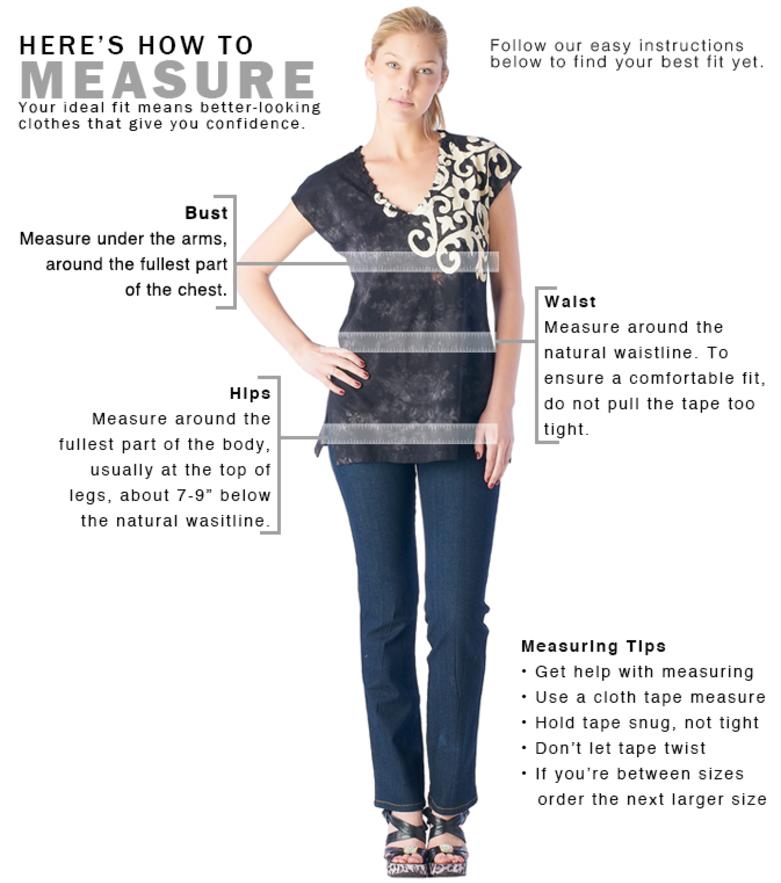 HERE'S HOW TO
MEASURE
Your ideal fit means better-looking
clothes that give you confidence.
Follow our easy instructions
below to find your best fit yet.
Bust
Measure under the arms,
around the fullest part
of the chest.
Waist
Measure around the
natural waistline. To
ensure a comfortable fit,
do not pull the tape too
tight.
Hips
Measure around the
fullest part of the body,
usually at the top of
legs, about 7-9” below
the natural wasitline.
Measuring Tips
• Get help with measuring
• Use a cloth tape measure
• Hold tape snug, not tight
• Don't let tape twist
• If you're between sizes
order the next larger size